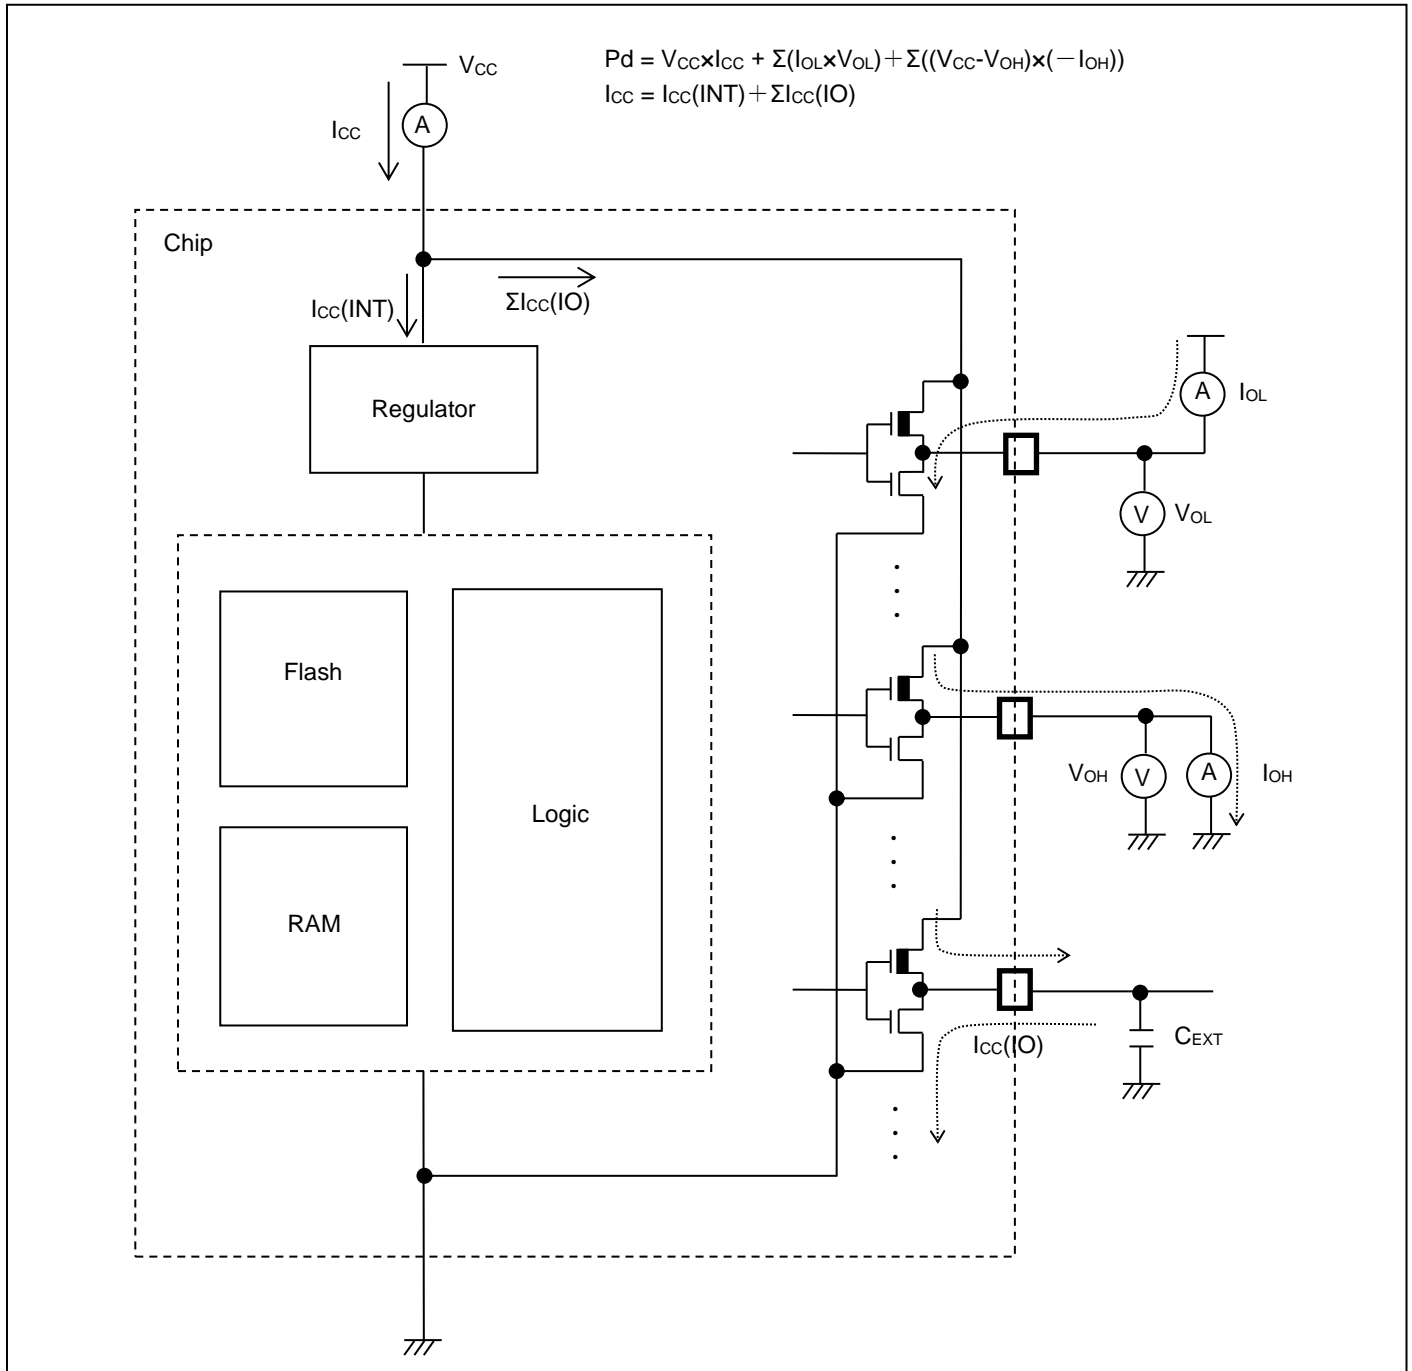 Pd = VCC×ICC + Σ(IOL×VOL)+Σ((VCC-VOH)×(-IOH))
ICC = ICC(INT)+ΣICC(IO)
VCC
A
ICC
Chip
ICC(INT)
ΣICC(IO)
Regulator
A
IOL
V
VOL
Flash
Logic
RAM
VOH
V
A
IOH
ICC(IO)
CEXT